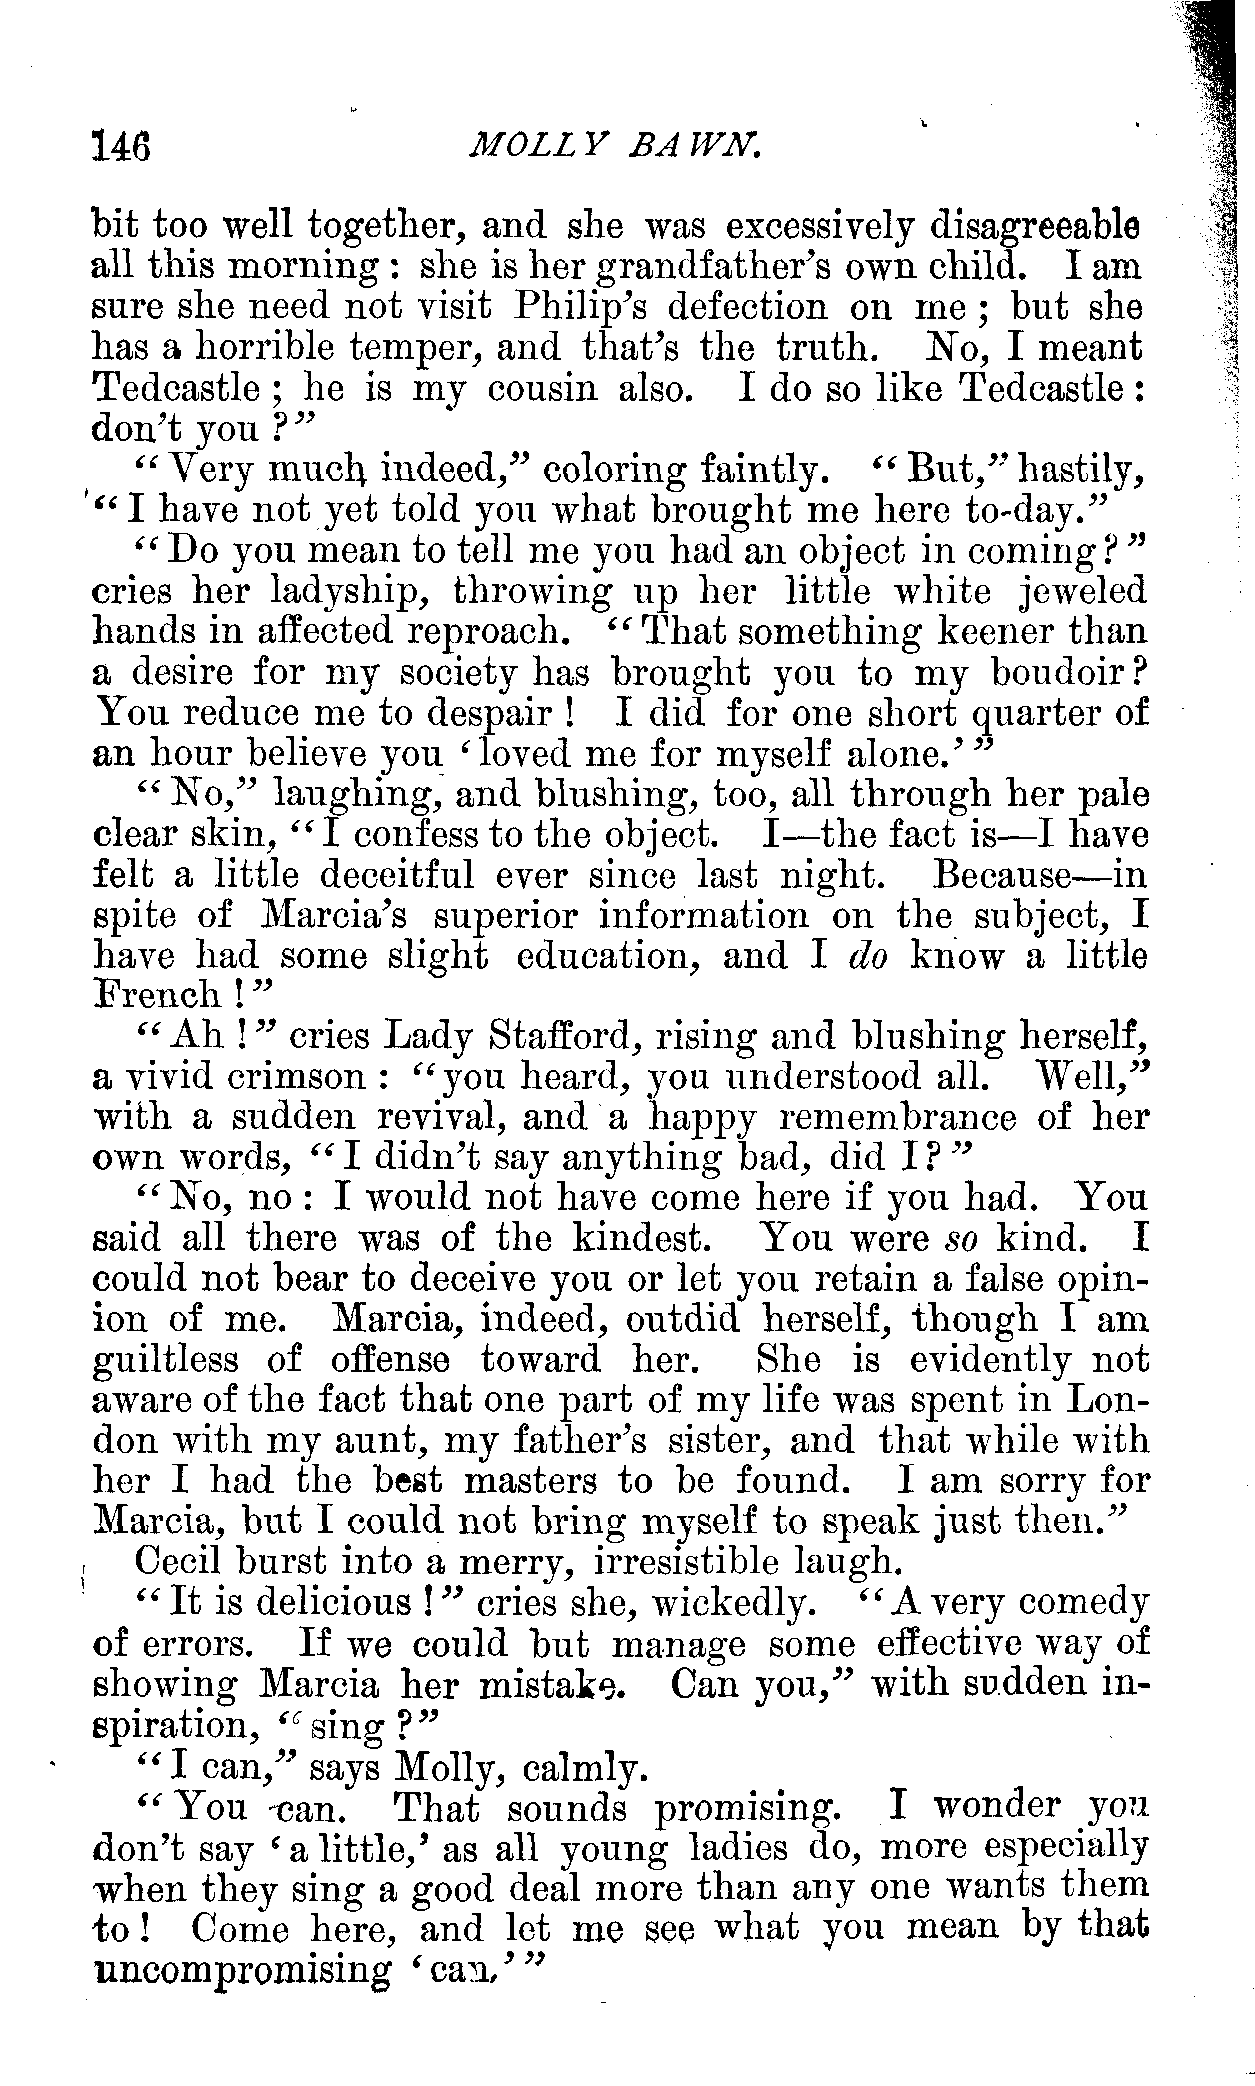 146 MOLLY BAWN.
bit too well together, and she was excessively disagreeable
all this morning : she is her grandfather's own child. I am
sure she need not visit Philip's defection on me ; but she
has a horrible temper, and that's the truth. No, I meant
Tedcastle ; he is my cousin also. I do so like Tedcastle :
don't you ?"
"Very much indeed," coloring faintly. "But," hastily,
"I have not yet told you what brought me here to-day."
"Do you mean to tell me you had an object in coming?"
cries her ladyship, throwing up her little white jeweled
hands in affected reproach. "That something keener than
a desire for my society has brought you to my boudoir?
You reduce me to despair ! I did for one short quarter of
an hour believe you 'loved me for myself alone.'"
"No," laughing, and blushing, too, all through her pale
clear skin, "I confess to the object. I—the fact is—I have
felt a little deceitful ever since last night. Because—in
spite of Marcia's superior information on the subject, I
have had some slight education, and I do know a little
French !"
"Ah !" cries Lady Stafford, rising and blushing herself,
a vivid crimson : "you heard, you understood all. Well,"
with a sudden revival, and a happy remembrance of her
own words, "I didn't say anything bad, did I?"
"No, no : I would not have come here if you had. You
said all there was of the kindest. You were so kind. I
could not bear to deceive you or let you retain a false opin-
ion of me. Marcia, indeed, outdid herself, though I am
guiltless of offense toward her. She is evidently not
aware of the fact that one part of my life was spent in Lon-
don with my aunt, my father's sister, and that while with
her I had the best masters to be found. I am sorry for
Marcia, but I could not bring myself to speak just then."
Cecil burst into a merry, irresistible laugh.
"It is delicious !" cries she, wickedly. "A very comedy
of errors. If we could but manage some effective way of
showing Marcia her mistake. Can you," with sudden in-
spiration, "sing ?"
"I can," says Molly, calmly.
"You can. That sounds promising. I wonder you
don't say 'a little,' as all young ladies do, more especially
when they sing a good deal more than any one wants them
to ! Come here, and let me see what you mean by that
uncompromising 'can.'"